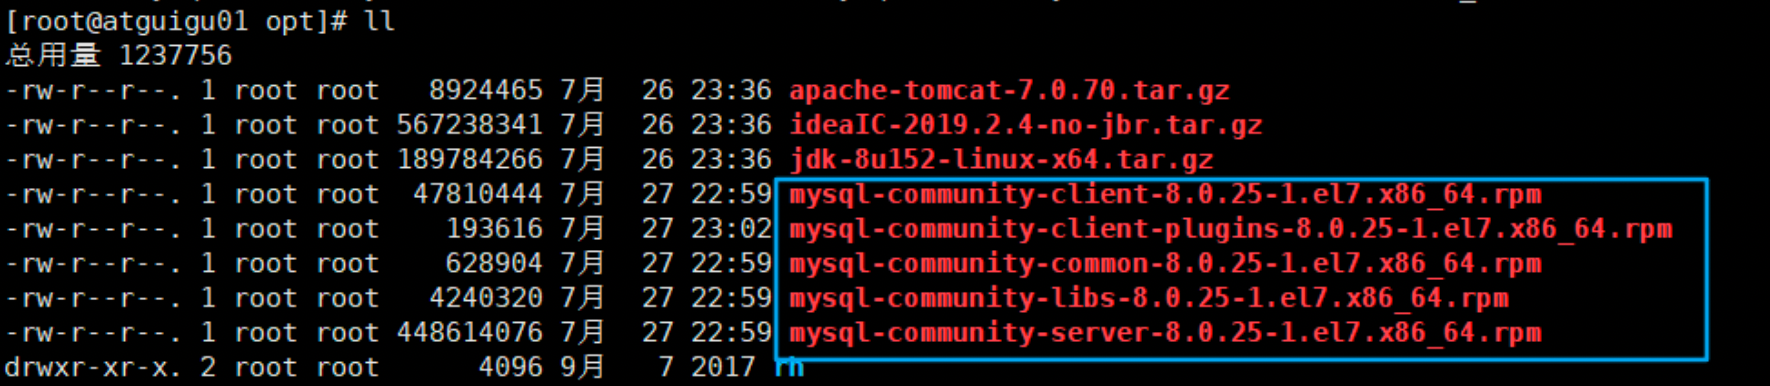 [root@atguigu01 opt]# ll
总用量 1237756
-rw-r--r--. 1 root root   8924465 7月  26 23:36 apache-tomcat-7.0.70.tar.gz
-rw-r--r--. 1 root root 567238341 7月  26 23:36 ideaIC-2019.2.4-no-jbr.tar.gz
-rw-r--r--. 1 root root 189784266 7月  26 23:36 jdk-8u152-linux-x64.tar.gz
-rw-r--r--. 1 root root  47810444 7月  27 22:59 mysql-community-client-8.0.25-1.el7.x86_64.rpm
-rw-r--r--. 1 root root    193616 7月  27 23:02 mysql-community-client-plugins-8.0.25-1.el7.x86_64.rpm
-rw-r--r--. 1 root root    628904 7月  27 22:59 mysql-community-common-8.0.25-1.el7.x86_64.rpm
-rw-r--r--. 1 root root   4240320 7月  27 22:59 mysql-community-libs-8.0.25-1.el7.x86_64.rpm
-rw-r--r--. 1 root root 448614076 7月  27 22:59 mysql-community-server-8.0.25-1.el7.x86_64.rpm
drwxr-xr-x. 2 root root      4096 9月   7 2017 rh